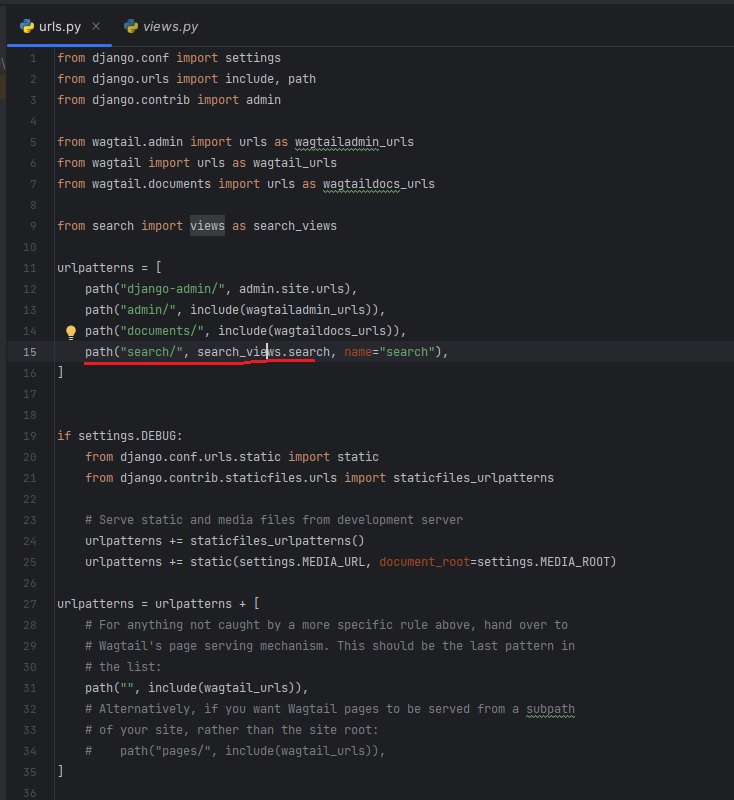 urls.py views.py
1 from django.conf import settings
2 from django.urls import include, path
3 from django.contrib import admin
4
5 from wagtail.admin import urls as wagtailadmin_urls
6 from wagtail import urls as wagtail_urls
7 from wagtail.documents import urls as wagtaildocs_urls
8
9 from search import views as search_views
10
11 urlpatterns = [
12     path("django-admin/", admin.site.urls),
13     path("admin/", include(wagtailadmin_urls)),
14     path("documents/", include(wagtaildocs_urls)),
15     path("search/", search_views.search, name="search"),
16 ]
17
18
19 if settings.DEBUG:
20     from django.conf.urls.static import static
21     from django.contrib.staticfiles.urls import staticfiles_urlpatterns
22
23     # Serve static and media files from development server
24     urlpatterns += staticfiles_urlpatterns()
25     urlpatterns += static(settings.MEDIA_URL, document_root=settings.MEDIA_ROOT)
26
27 urlpatterns = urlpatterns + [
28     # For anything not caught by a more specific rule above, hand over to
29     # Wagtail's page serving mechanism. This should be the last pattern in
30     # the list:
31     path("", include(wagtail_urls)),
32     # Alternatively, if you want Wagtail pages to be served from a subpath
33     # of your site, rather than the site root:
34     #    path("pages/", include(wagtail_urls)),
35 ]
36